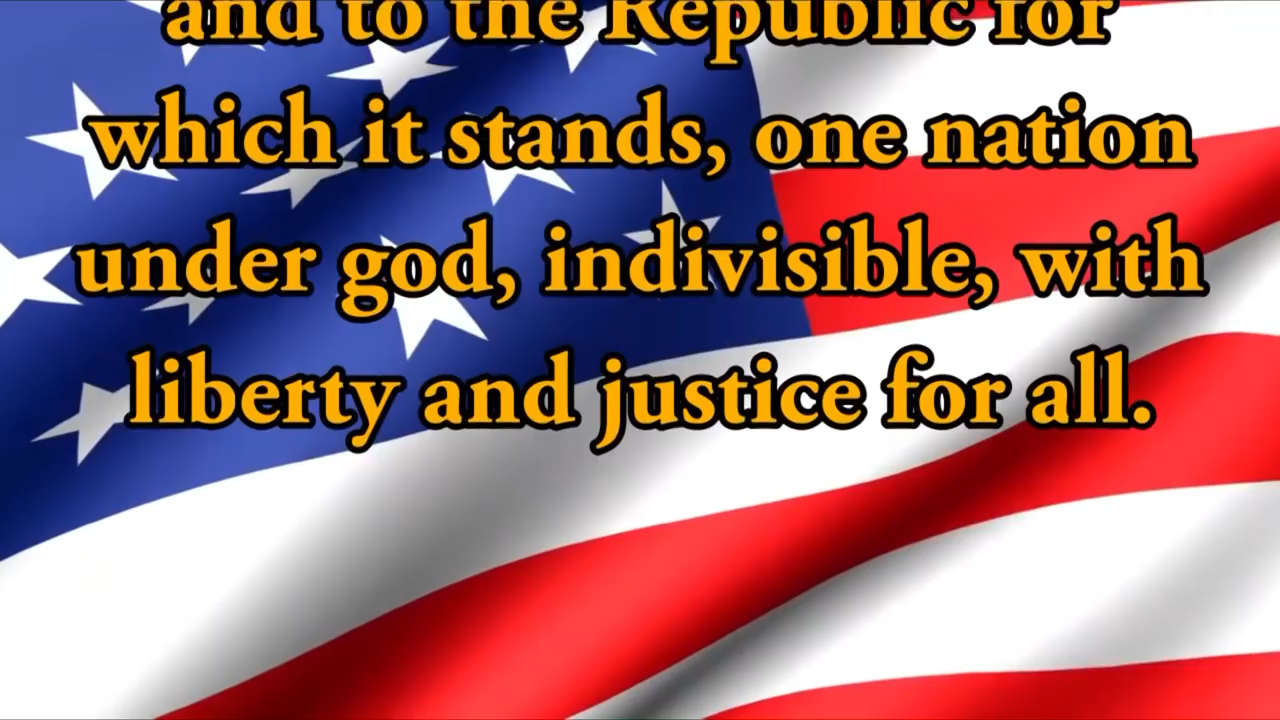 and to the Republic for
which it stands, one nation
under god, indivisible, with
liberty and justice for all.